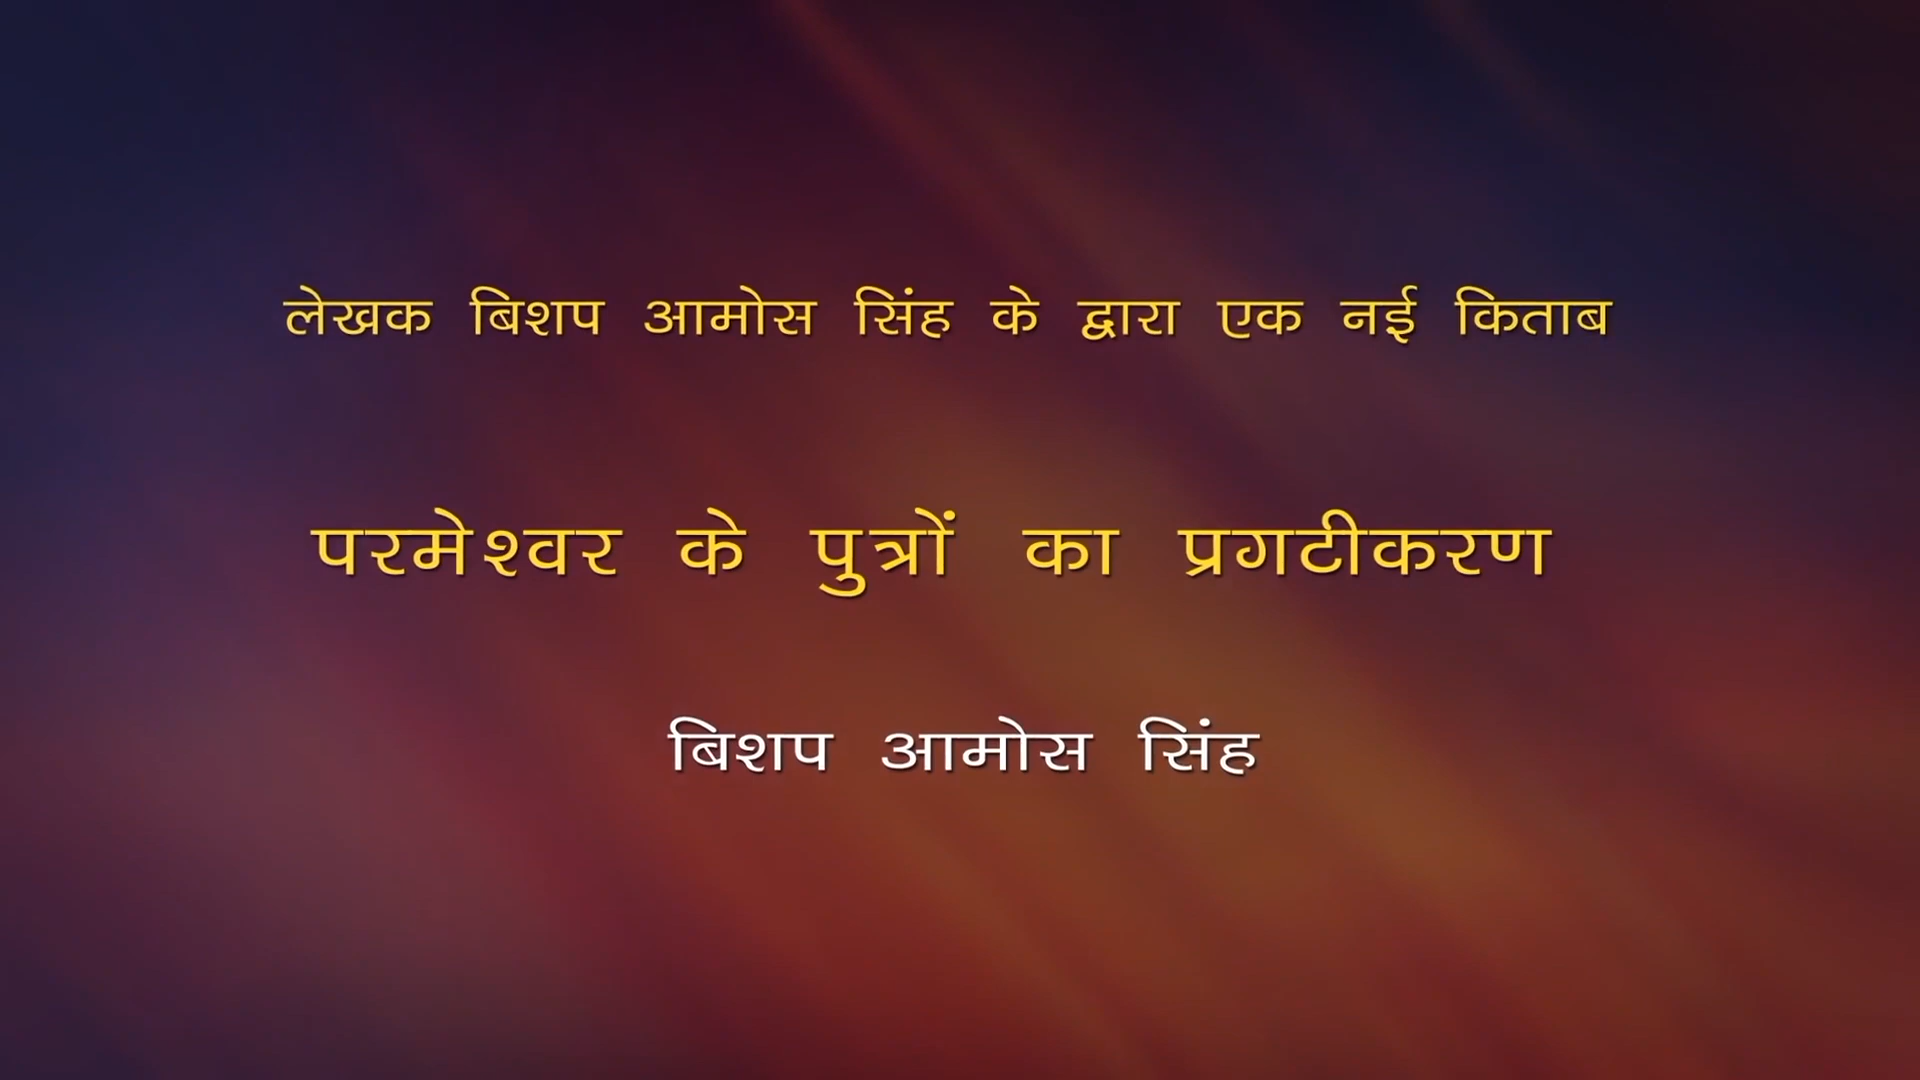 लेखक बिशप आमोस सिंह के द्वारा एक नई किताब
परमेश्वर के पुत्रों का प्रगटीकरण
बिशप आमोस सिंह